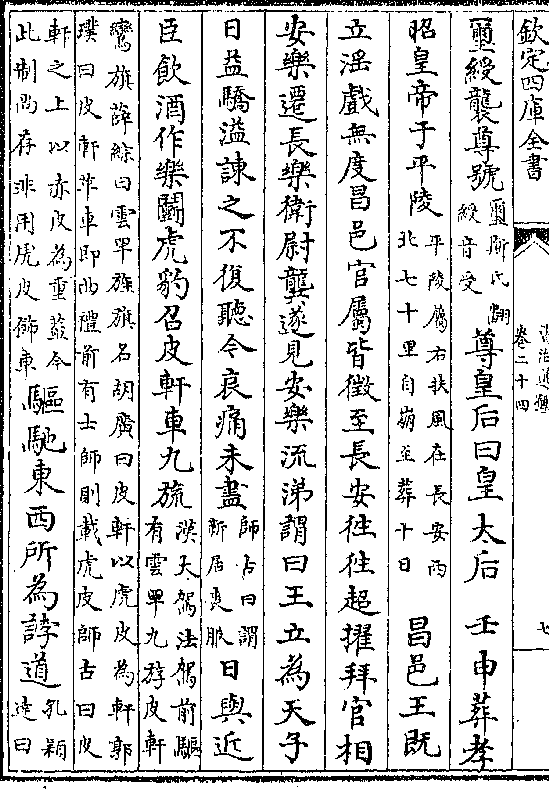 欽定四庫全書
資治通鑑
卷二十四
七
璽綬襲尊號璽斯氏翻綬音受尊皇后曰皇太后 壬申葬孝
昭皇帝于平陵平陵屬右扶風在長安西北七十里自崩至葬十日 昌邑王既
立淫戲無度昌邑官屬皆徵至長安往往超擢拜官相
安樂遷長樂衛尉龔遂見安樂流涕謂曰王立為天子
日益驕溢諫之不復聽今哀痛未盡師古曰謂新居喪服日與近
臣飲酒作樂鬬虎豹召皮軒車九旒漢天駕法駕前驅有雲罕九斿皮軒
鸞旗薛綜曰雲罕旌旗名胡廣曰皮軒以虎皮為軒郭璞曰皮軒革車即曲禮前有士師則載虎皮師古曰皮
軒之上以赤皮為重蓋今此制尚存非用虎皮飾車驅馳東西所為誖道孔穎達曰